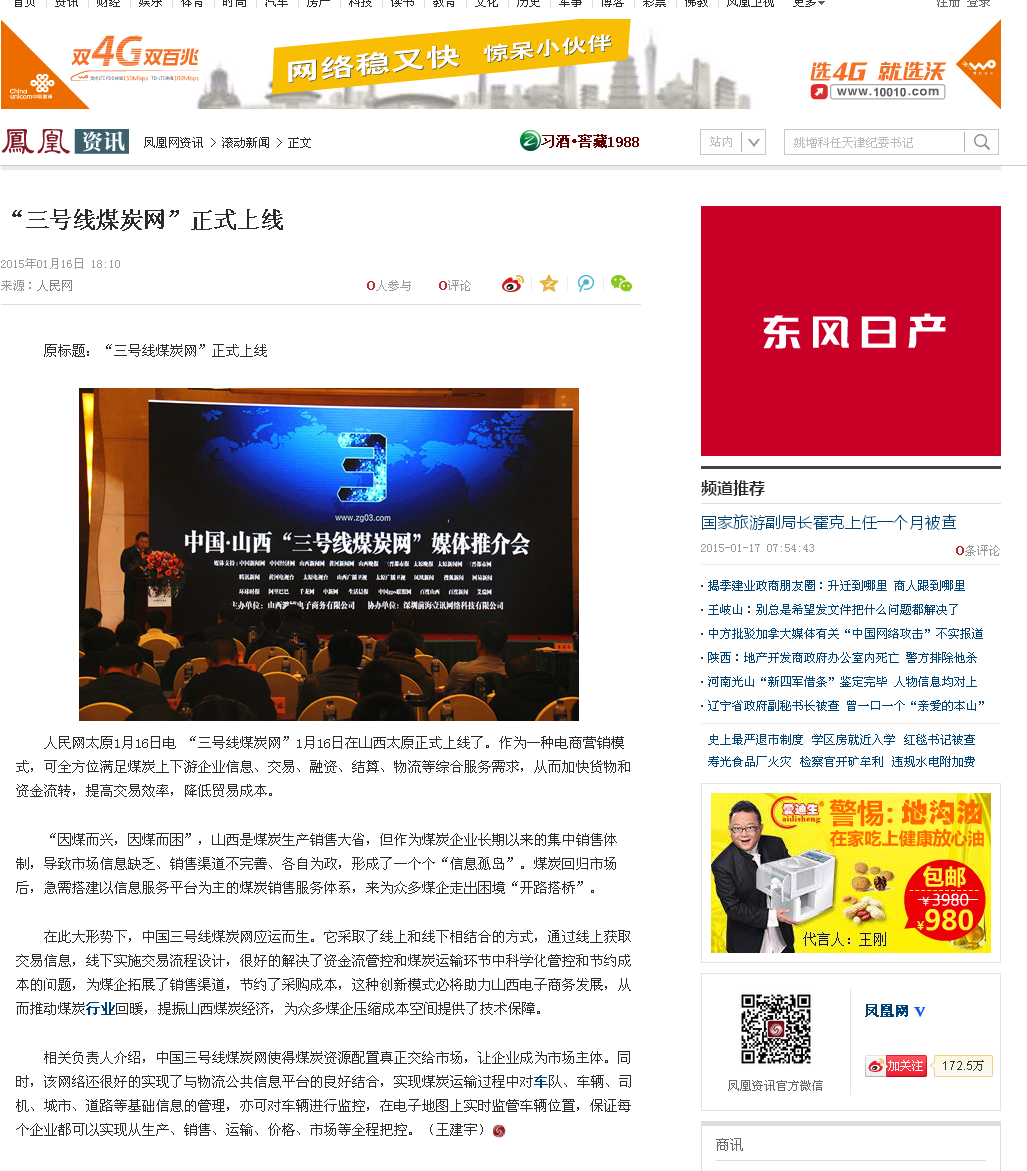 首页 资讯 财经 娱乐 体育 时尚 汽车 房产 科技 读书 教育 文化 历史 军事 博客 彩票 佛教 凤凰卫视 更多 注册 登录
China unicom中国联通
双4G双百兆
网络稳又快 惊呆小伙伴
选4G 就选沃
www.10010.com
鳳凰 资讯
凤凰网资讯 > 滚动新闻 > 正文
习酒·窖藏1988
站内
姚增科任天津纪委书记
“三号线煤炭网”正式上线
2015年01月16日 18:10
来源：人民网
0人参与 0评论
原标题：“三号线煤炭网”正式上线
3
www.zg03.com
中国·山西“三号线煤炭网”媒体推介会
人民网太原1月16日电 “三号线煤炭网”1月16日在山西太原正式上线了。作为一种电商营销模
式，可全方位满足煤炭上下游企业信息、交易、融资、结算、物流等综合服务需求，从而加快货物和
资金流转，提高交易效率，降低贸易成本。
“因煤而兴，因煤而困”，山西是煤炭生产销售大省，但作为煤炭企业长期以来的集中销售体
制，导致市场信息缺乏、销售渠道不完善、各自为政，形成了一个个“信息孤岛”。煤炭回归市场
后，急需搭建以信息服务平台为主的煤炭销售服务体系，来为众多煤企走出困境“开路搭桥”。
在此大形势下，中国三号线煤炭网应运而生。它采取了线上和线下相结合的方式，通过线上获取
交易信息，线下实施交易流程设计，很好的解决了资金流管控和煤炭运输环节中科学化管控和节约成
本的问题，为煤企拓展了销售渠道，节约了采购成本，这种创新模式必将助力山西电子商务发展，从
而推动煤炭行业回暖，提振山西煤炭经济，为众多煤企压缩成本空间提供了技术保障。
相关负责人介绍，中国三号线煤炭网使得煤炭资源配置真正交给市场，让企业成为市场主体。同
时，该网络还很好的实现了与物流公共信息平台的良好结合，实现煤炭运输过程中对车队、车辆、司
机、城市、道路等基础信息的管理，亦可对车辆进行监控，在电子地图上实时监管车辆位置，保证每
个企业都可以实现从生产、销售、运输、价格、市场等全程把控。（王建宇）
东风日产
频道推荐
国家旅游副局长霍克上任一个月被查
2015-01-17 07:54:43
0条评论
· 揭季建业政商朋友圈：升迁到哪里 商人跟到哪里
· 王岐山：别总是希望发文件把什么问题都解决了
· 中方批驳加拿大媒体有关“中国网络攻击”不实报道
· 陕西：地产开发商政府办公室内死亡 警方排除他杀
· 河南光山“新四军借条”鉴定完毕 人物信息均对上
· 辽宁省政府副秘书长被查 曾一口一个“亲爱的本山”
史上最严退市制度 学区房就近入学 红毯书记被查
寿光食品厂火灾 检察官开矿牟利 违规水电附加费
爱迪生
aidisheng
警惕：地沟油
在家吃上健康放心油
包邮
¥3980
¥980
代言人：王刚
凤凰资讯官方微信
凤凰网 V
加关注
172.5万
商讯